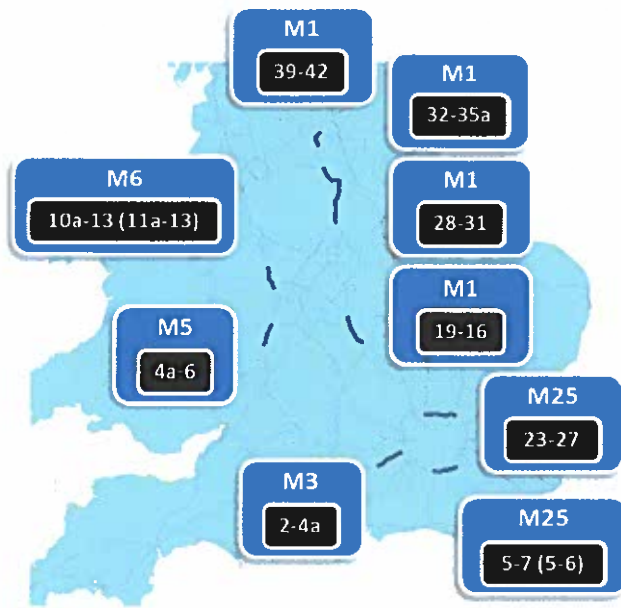 M1
39-42
M1
32-35a
M6
10a-13 (11a-13)
M1
28-31
M1
19-16
M5
4a-6
M25
23-27
M3
2-4a
M25
5-7 (5-6)